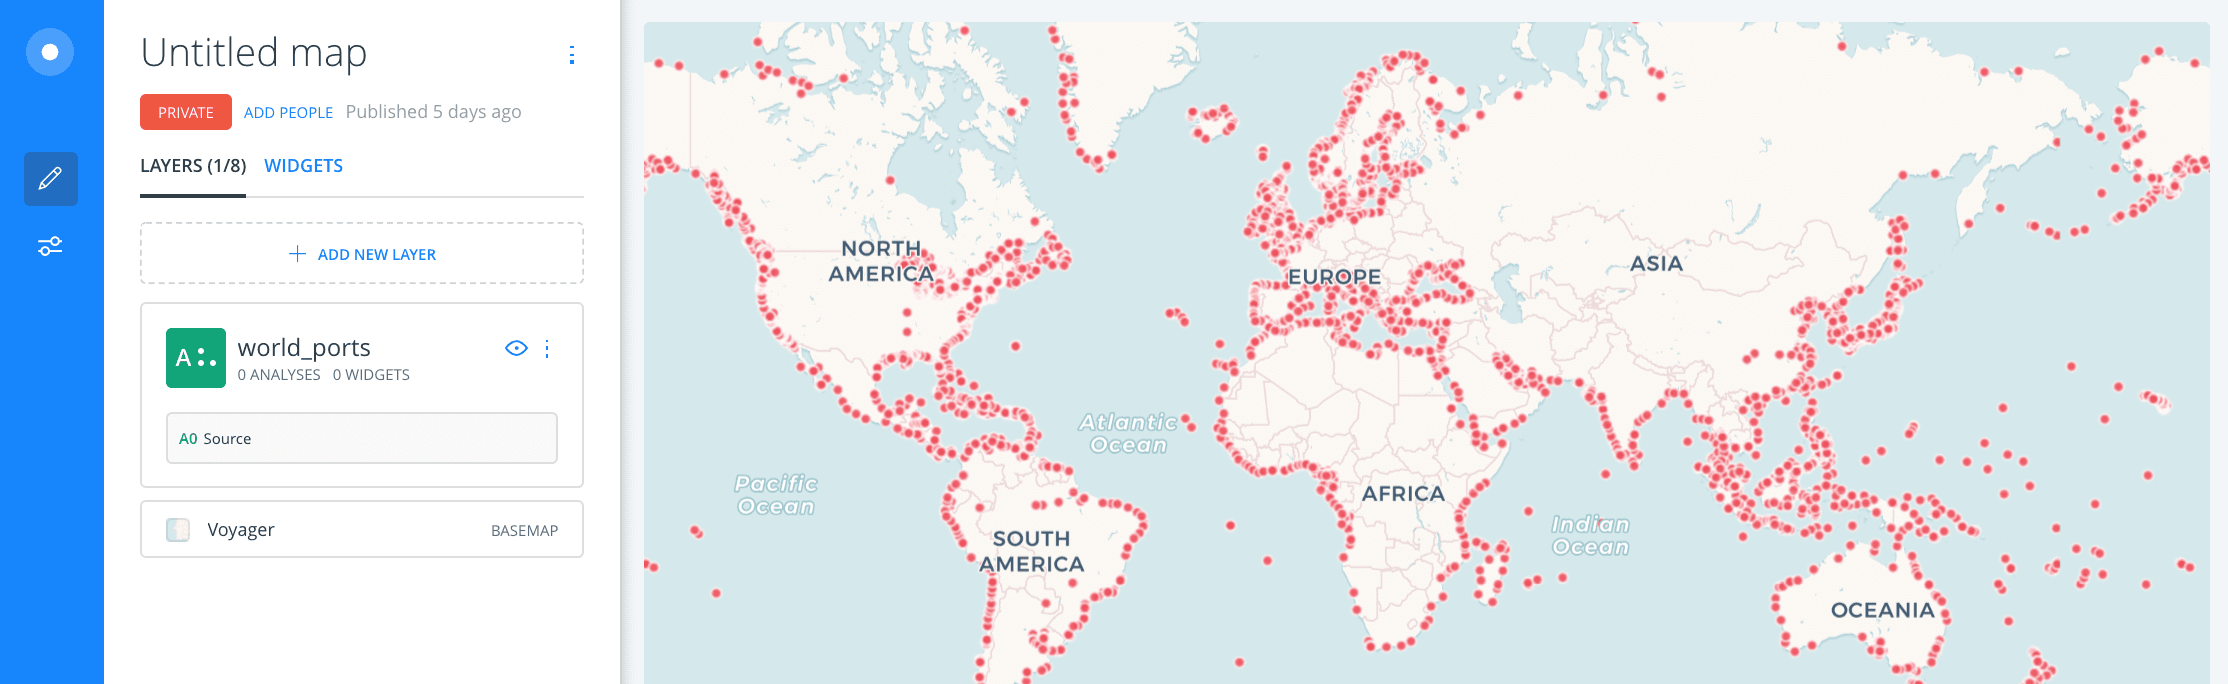 Untitled map
PRIVATE ADD PEOPLE Published 5 days ago
LAYERS (1/8) WIDGETS
ADD NEW LAYER
A
world_ports
0 ANALYSES 0 WIDGETS
A0 Source
Voyager BASEMAP
NORTH
AMERICA
EUROPE
ASIA
Atlantic
Ocean
Pacific
Ocean
AFRICA
Indian
Ocean
SOUTH
AMERICA
OCEANIA